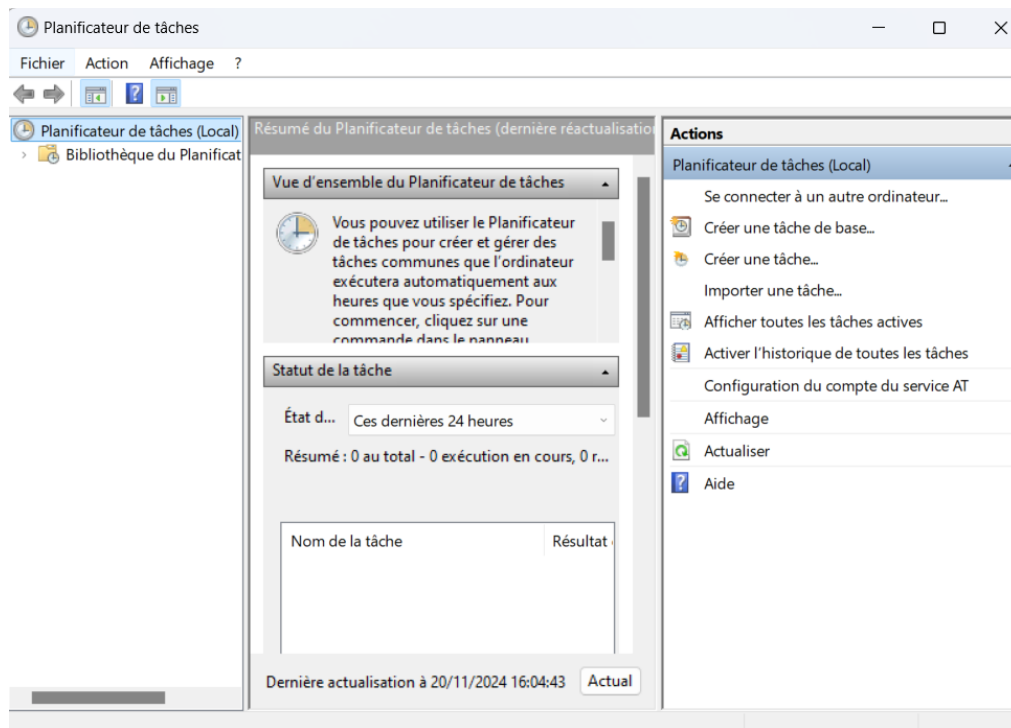 Planificateur de tâches
Fichier Action Affichage ?
Planificateur de tâches (Local)
Bibliothèque du Planificat
Résumé du Planificateur de tâches (dernière réactualisation
Vue d'ensemble du Planificateur de tâches
Vous pouvez utiliser le Planificateur
de tâches pour créer et gérer des
tâches communes que l'ordinateur
exécutera automatiquement aux
heures que vous spécifiez. Pour
commencer, cliquez sur une
commande dans le panneau
Statut de la tâche
État d... Ces dernières 24 heures
Résumé : 0 au total - 0 exécution en cours, 0 r...
Nom de la tâche Résultat
Dernière actualisation à 20/11/2024 16:04:43 Actual
Actions
Planificateur de tâches (Local)
Se connecter à un autre ordinateur...
Créer une tâche de base...
Créer une tâche...
Importer une tâche...
Afficher toutes les tâches actives
Activer l'historique de toutes les tâches
Configuration du compte du service AT
Affichage
Actualiser
Aide